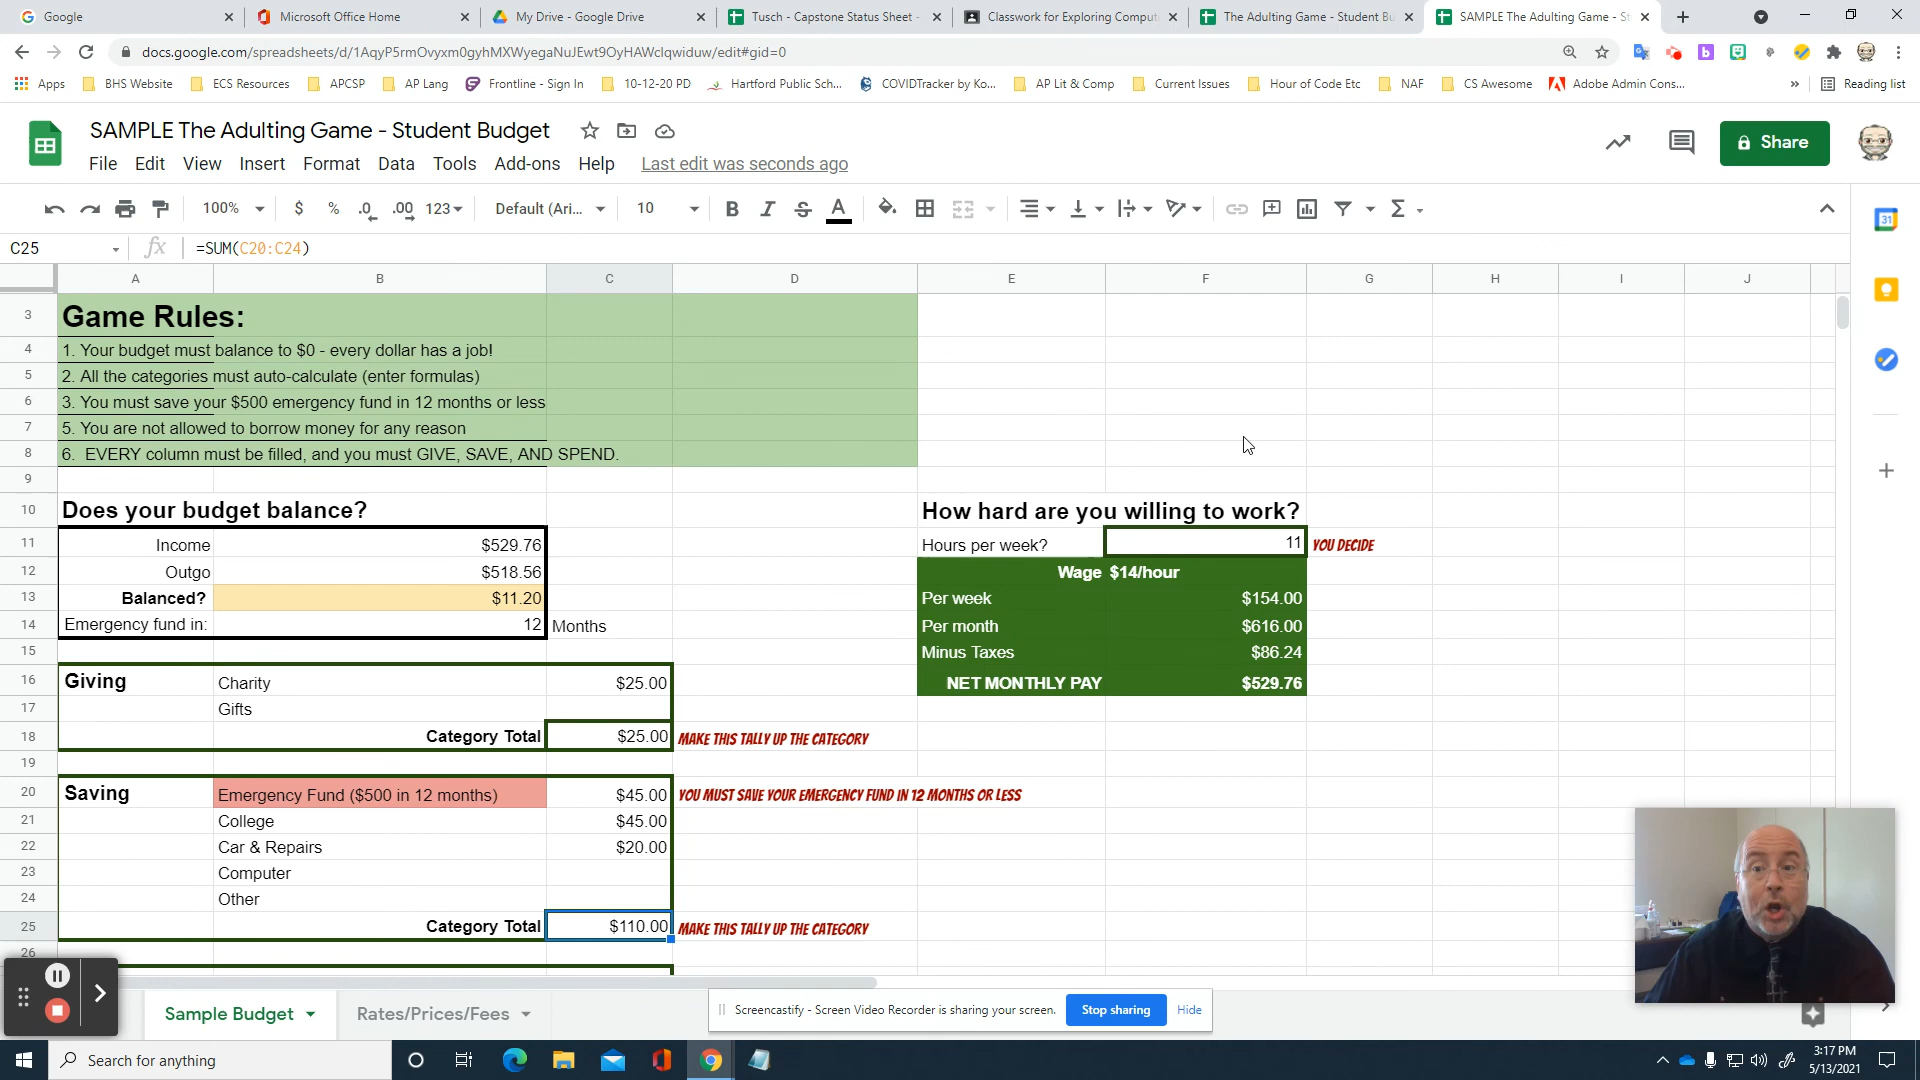 Google
Microsoft Office Home
My Drive - Google Drive
Tusch - Capstone Status Sheet -
Classwork for Exploring Comput
The Adulting Game - Student Bu
SAMPLE The Adulting Game - St
docs.google.com/spreadsheets/d/1AqyP5rmOvyxm0gyhMXWyegaNuJEwt9OyHAWclqwiduw/edit#gid=0
Apps
BHS Website
ECS Resources
APCSP
AP Lang
Frontline - Sign In
10-12-20 PD
Hartford Public Sch...
COVIDTracker by Ko...
AP Lit & Comp
Current Issues
Hour of Code Etc
NAF
CS Awesome
Adobe Admin Cons...
»
Reading list
SAMPLE The Adulting Game - Student Budget
Share
File Edit View Insert Format Data Tools Add-ons Help Last edit was seconds ago
100% $ % .0 .00 123 Default (Ari... 10 B I S A Σ
C25 fx =SUM(C20:C24)
A B C D E F G H I J
3 Game Rules:
4 1. Your budget must balance to $0 - every dollar has a job!
5 2. All the categories must auto-calculate (enter formulas)
6 3. You must save your $500 emergency fund in 12 months or less
7 5. You are not allowed to borrow money for any reason
8 6. EVERY column must be filled, and you must GIVE, SAVE, AND SPEND.
9
10 Does your budget balance? How hard are you willing to work?
11 Income $529.76 Hours per week? 11 YOU DECIDE
12 Outgo $518.56 Wage $14/hour
13 Balanced? $11.20 Per week $154.00
14 Emergency fund in: 12 Months Per month $616.00
15 Minus Taxes $86.24
16 Giving Charity $25.00 NET MONTHLY PAY $529.76
17 Gifts
18 Category Total $25.00 MAKE THIS TALLY UP THE CATEGORY
19
20 Saving Emergency Fund ($500 in 12 months) $45.00 YOU MUST SAVE YOUR EMERGENCY FUND IN 12 MONTHS OR LESS
21 College $45.00
22 Car & Repairs $20.00
23 Computer
24 Other
25 Category Total $110.00 MAKE THIS TALLY UP THE CATEGORY
26
Sample Budget
Rates/Prices/Fees
Screencastify - Screen Video Recorder is sharing your screen.
Stop sharing
Hide
31
Search for anything
3:17 PM
5/13/2021